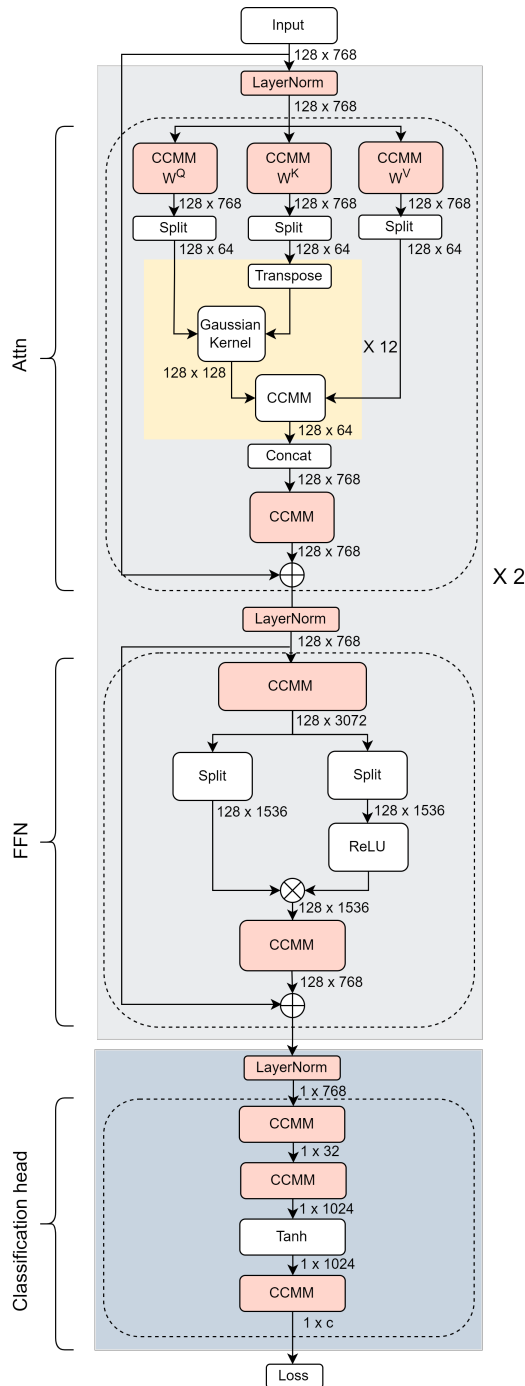 Input
128 x 768
LayerNorm
128 x 768
Attn
CCMM
W^Q
CCMM
W^K
CCMM
W^V
128 x 768
128 x 768
128 x 768
Split
Split
Split
128 x 64
128 x 64
128 x 64
Transpose
Gaussian
Kernel
X 12
128 x 128
CCMM
128 x 64
Concat
128 x 768
CCMM
128 x 768
X 2
LayerNorm
128 x 768
FFN
CCMM
128 x 3072
Split
Split
128 x 1536
128 x 1536
ReLU
128 x 1536
CCMM
128 x 768
LayerNorm
1 x 768
Classification head
CCMM
1 x 32
CCMM
1 x 1024
Tanh
1 x 1024
CCMM
1 x c
Loss